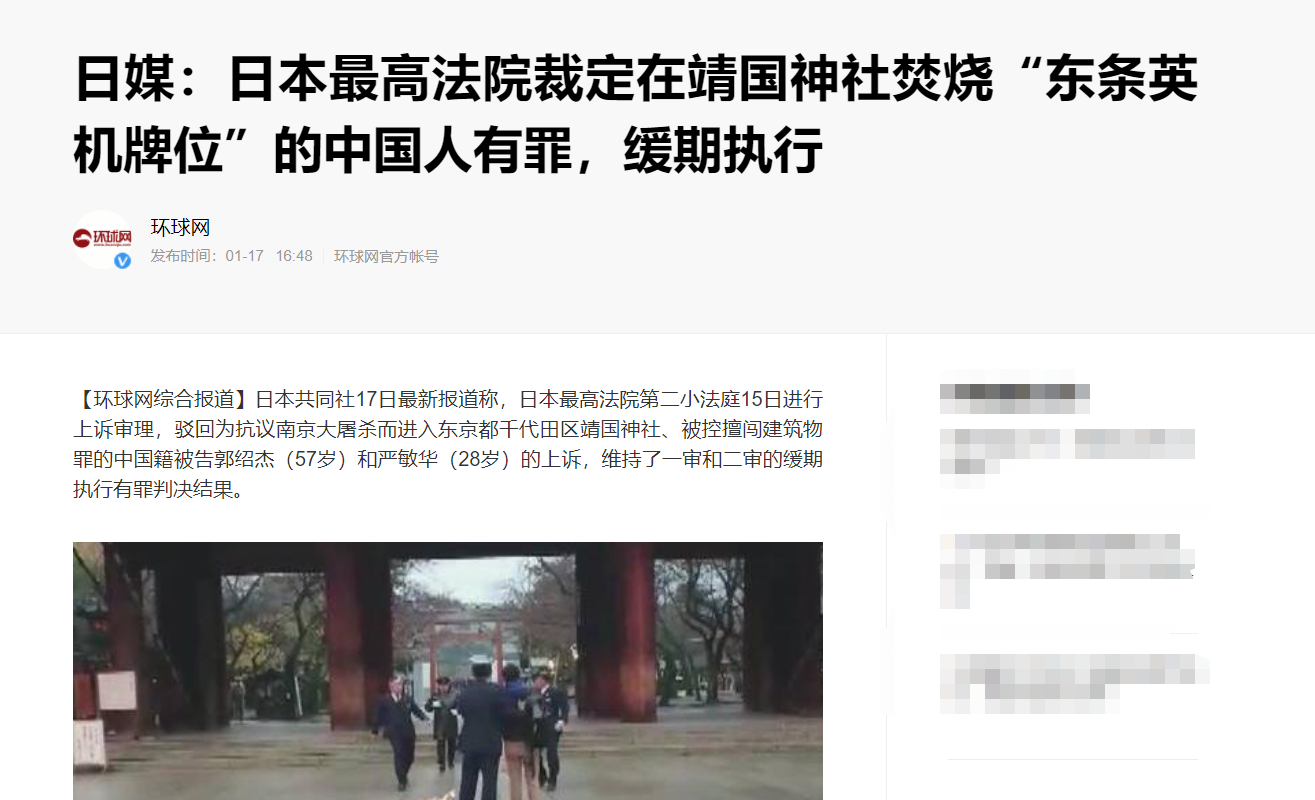 日媒：日本最高法院裁定在靖国神社焚烧“东条英
机牌位”的中国人有罪，缓期执行
环球网
环球网
发布时间：01-17 16:48 环球网官方帐号
【环球网综合报道】日本共同社17日最新报道称，日本最高法院第二小法庭15日进行
上诉审理，驳回为抗议南京大屠杀而进入东京都千代田区靖国神社、被控擅闯建筑物
罪的中国籍被告郭绍杰（57岁）和严敏华（28岁）的上诉，维持了一审和二审的缓期
执行有罪判决结果。